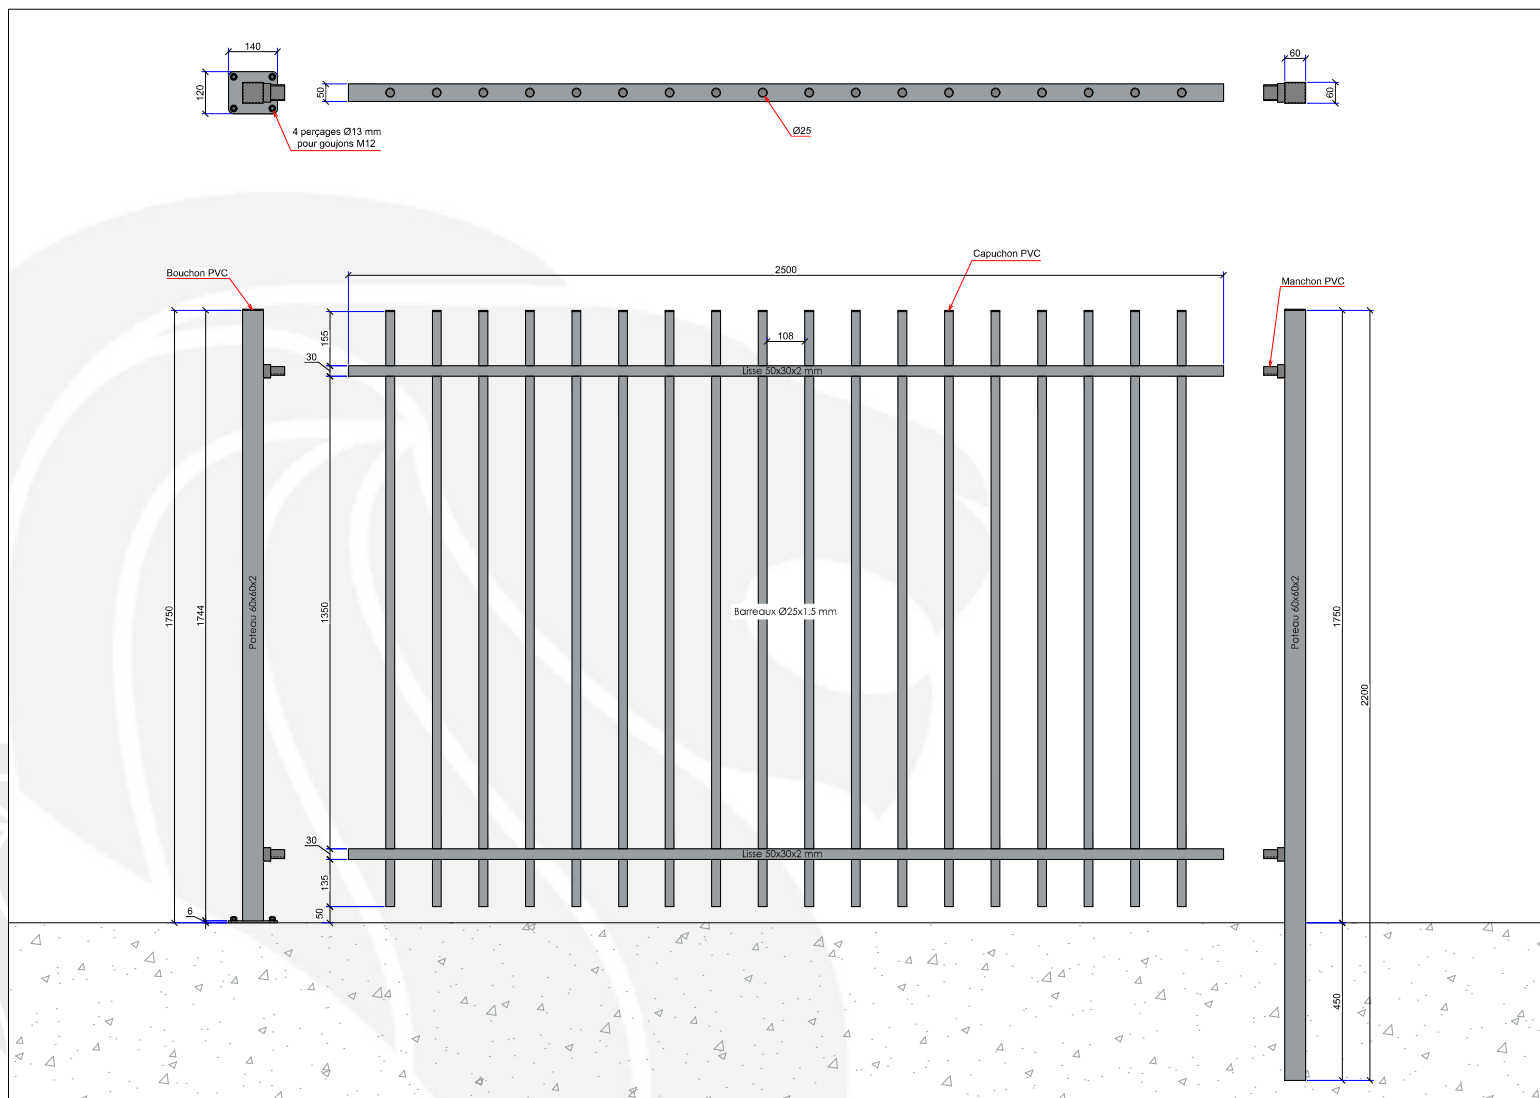 140
120
4 perçages Ø13 mm
pour goujons M12
50
Ø25
60
60
Bouchon PVC
2500
Capuchon PVC
Manchon PVC
155
108
30
Lisse 50x30x2 mm
1750
1744
Poteau 60x60x2
1350
Barreaux Ø25x1.5 mm
Poteau 60x60x2
1750
2200
30
Lisse 50x30x2 mm
135
6
50
450